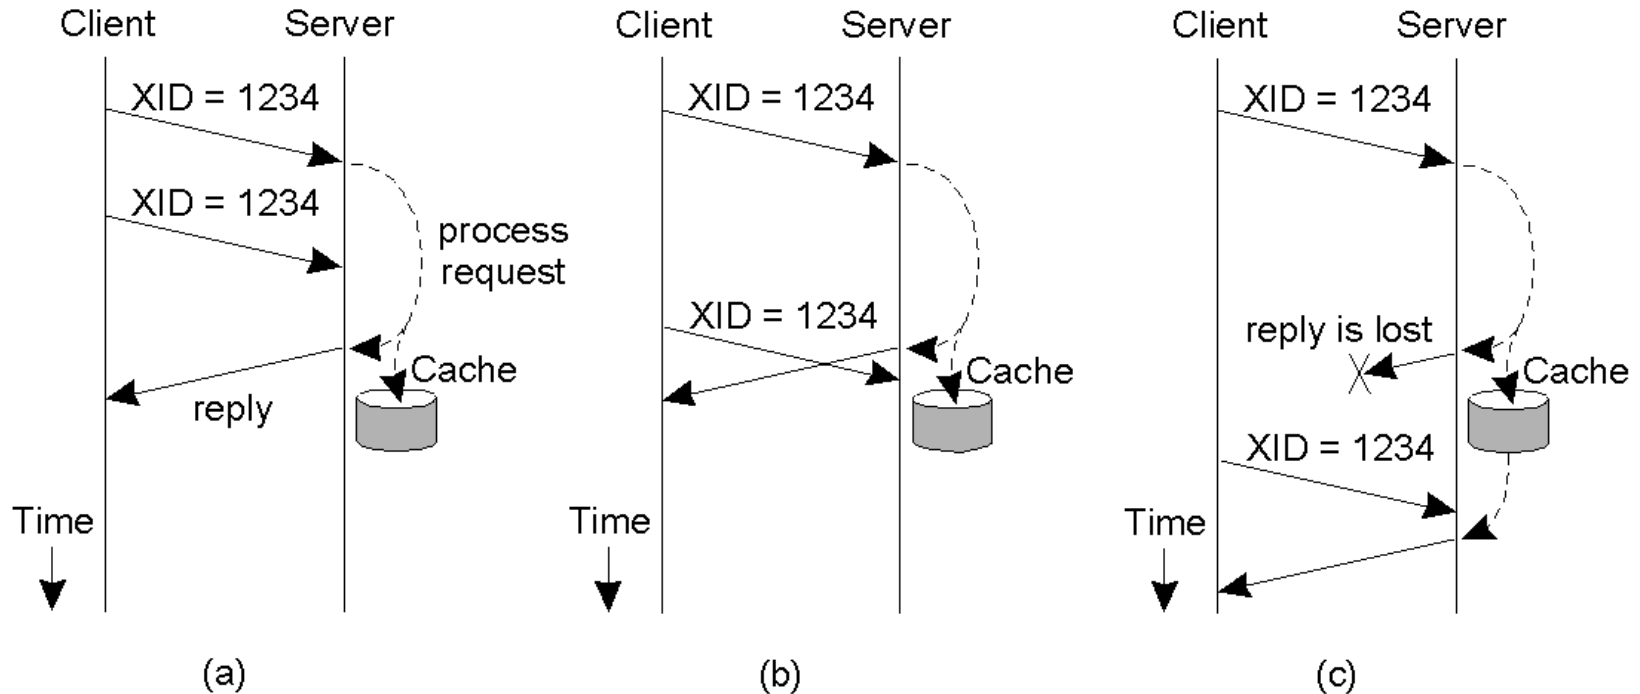 Client Server
XID = 1234
XID = 1234
process
request
Cache
reply
Time
(a)
Client Server
XID = 1234
XID = 1234
Cache
Time
(b)
Client Server
XID = 1234
reply is lost
Cache
XID = 1234
Time
(c)